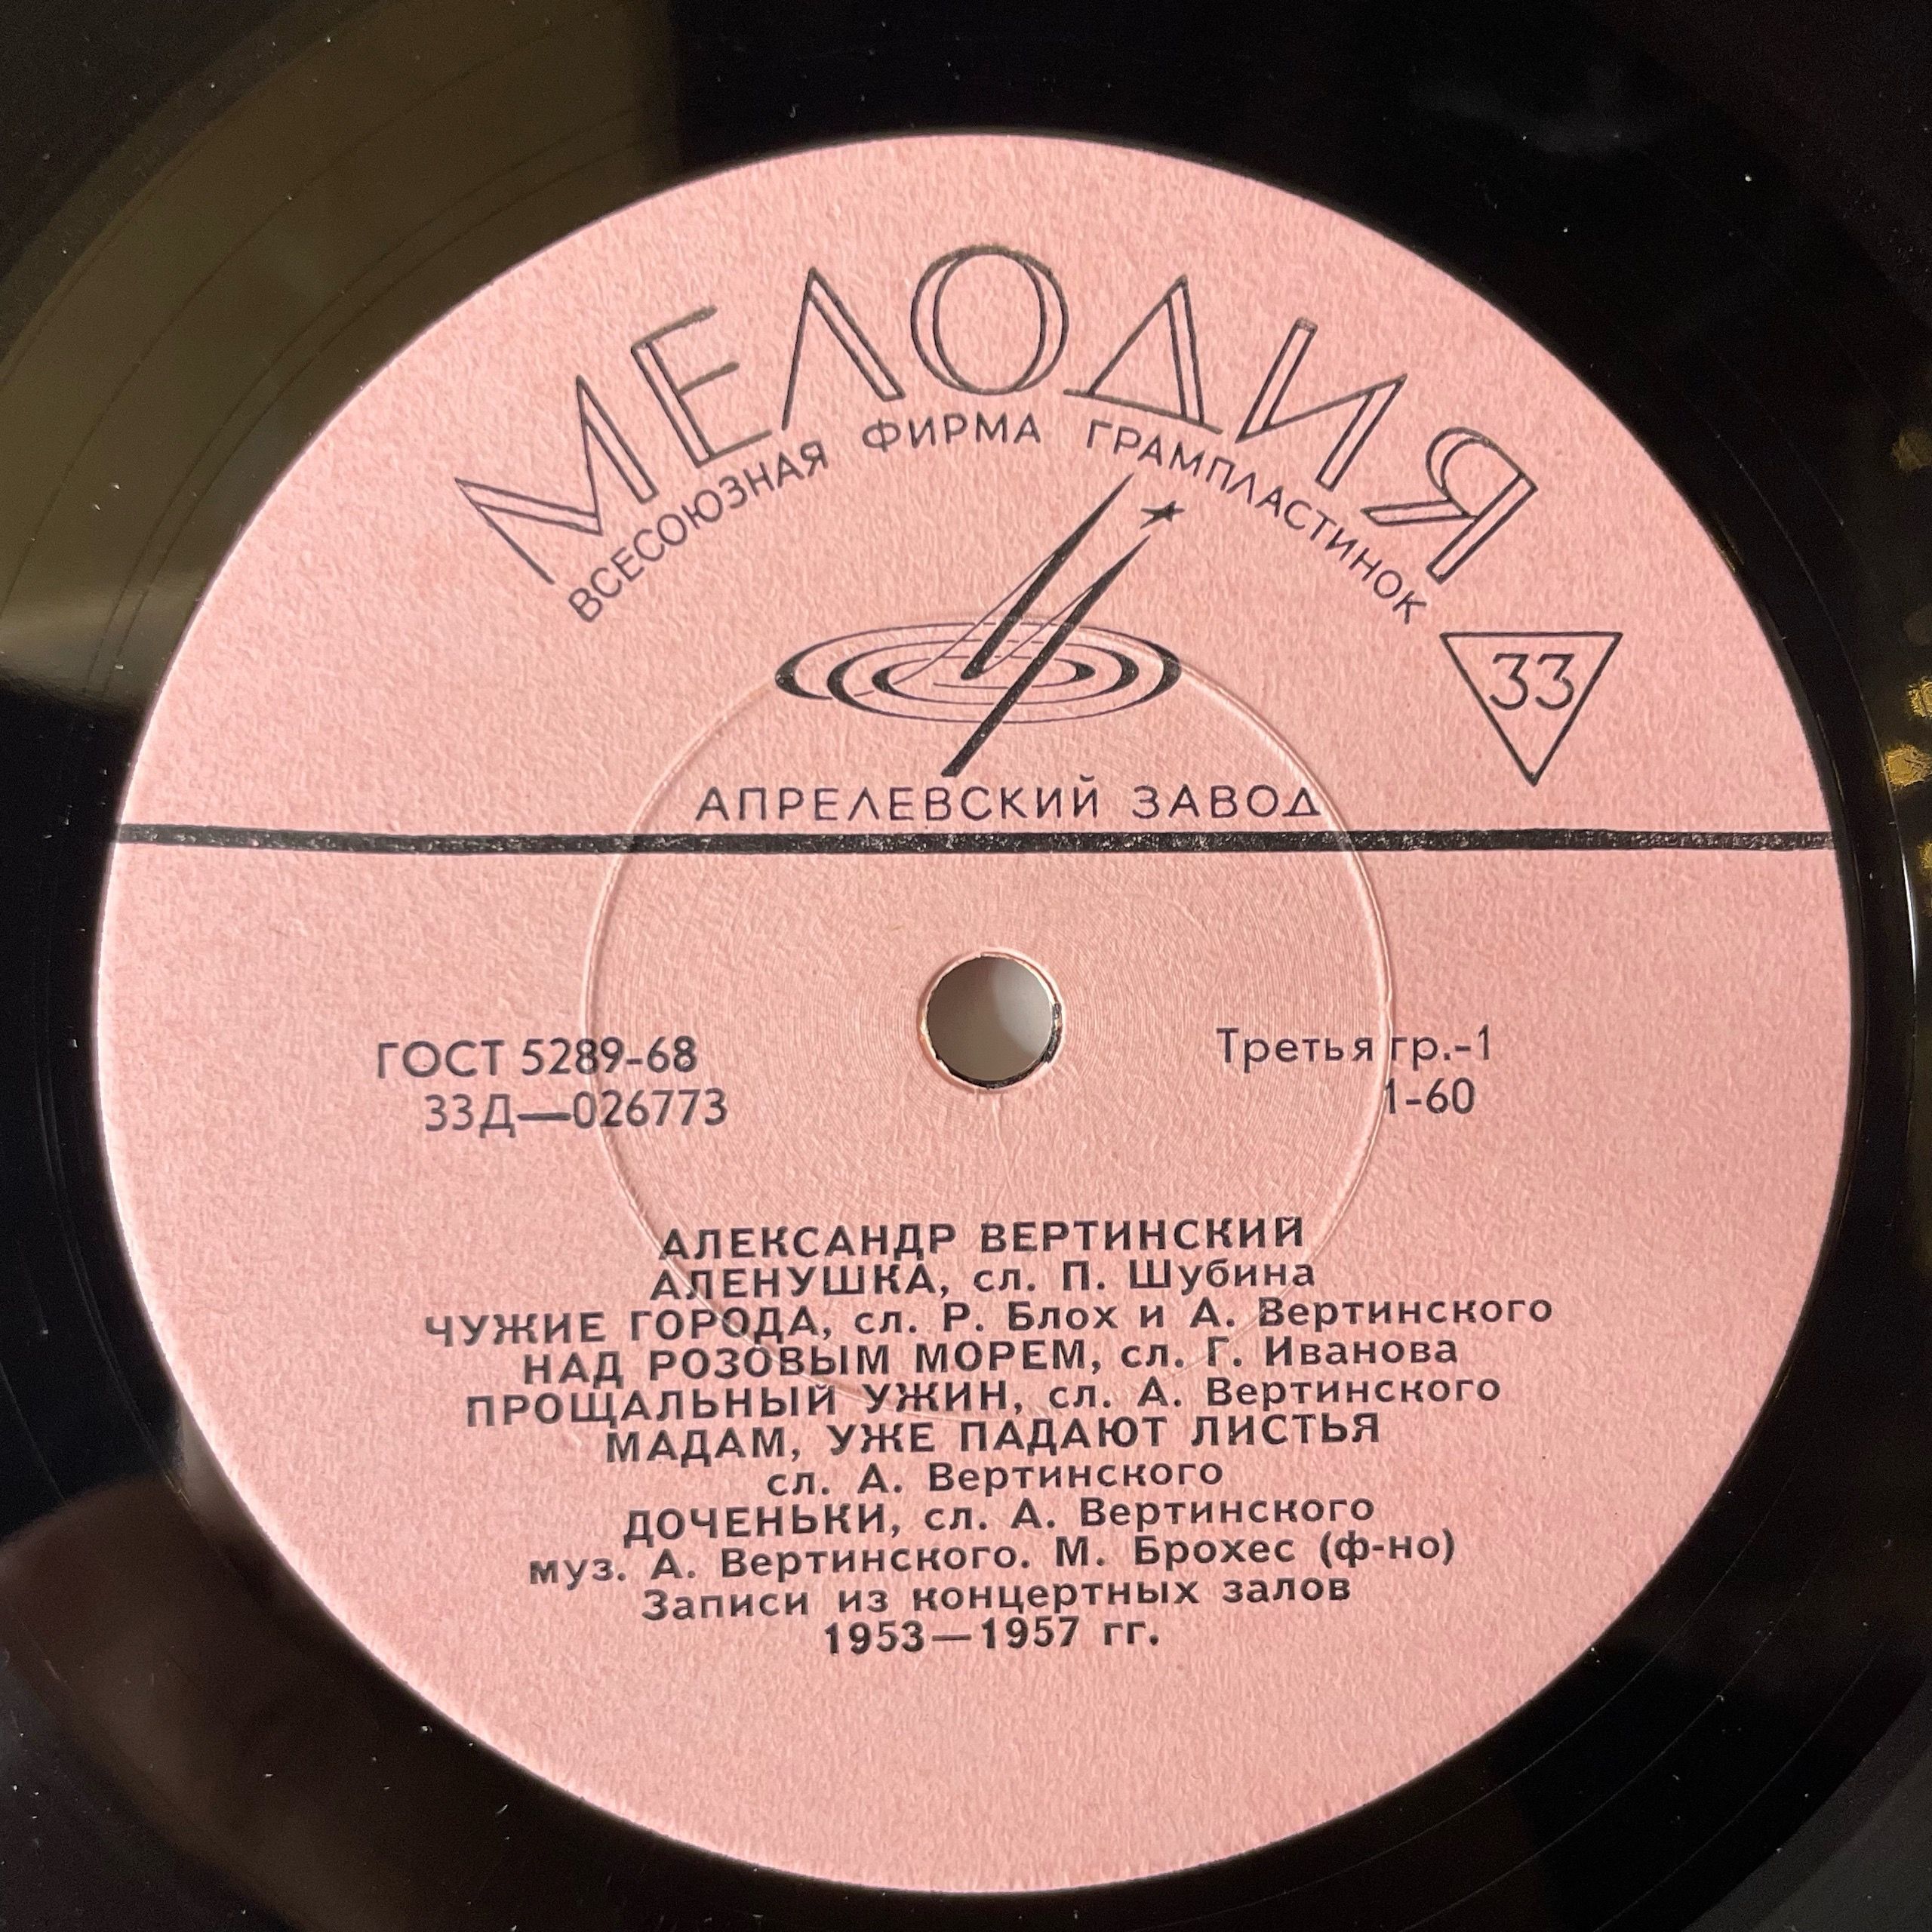 МЕЛОДИЯ
ВСЕСОЮЗНАЯ ФИРМА ГРАМПЛАСТИНОК
33
АПРЕЛЕВСКИЙ ЗАВОД
ГОСТ 5289-68
33Д—026773
Третья гр.-1
1-60
АЛЕКСАНДР ВЕРТИНСКИЙ
АЛЕНУШКА, сл. П. Шубина
ЧУЖИЕ ГОРОДА, сл. Р. Блох и А. Вертинского
НАД РОЗОВЫМ МОРЕМ, сл. Г. Иванова
ПРОЩАЛЬНЫЙ УЖИН, сл. А. Вертинского
МАДАМ, УЖЕ ПАДАЮТ ЛИСТЬЯ
сл. А. Вертинского
ДОЧЕНЬКИ, сл. А. Вертинского
муз. А. Вертинского. М. Брохес (ф-но)
Записи из концертных залов
1953—1957 гг.